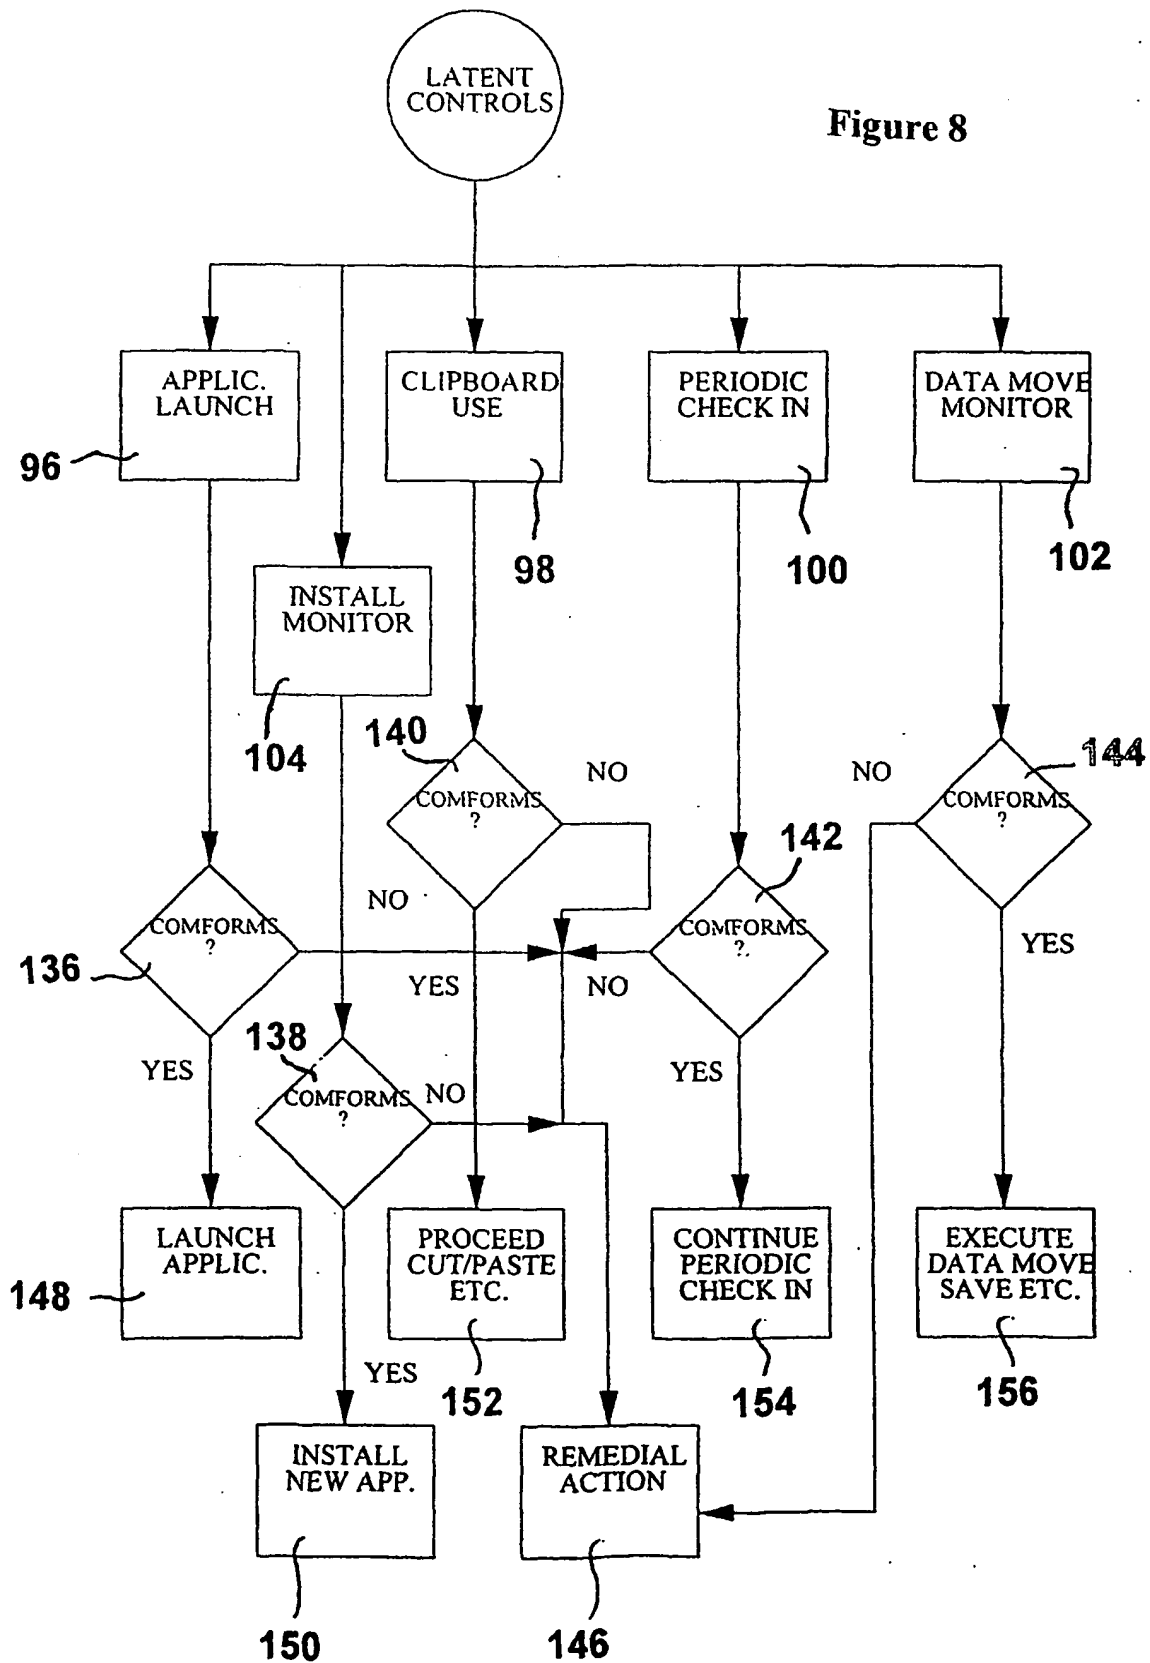 LATENT
CONTROLS
Figure 8
APPLIC.
LAUNCH
CLIPBOARD
USE
PERIODIC
CHECK IN
DATA MOVE
MONITOR
96
98
100
102
INSTALL
MONITOR
104
140
NO
NO
144
COMFORMS
?
COMFORMS
?
142
NO
COMFORMS
?
COMFORMS
?
136
YES
YES
NO
138
YES
YES
COMFORMS
?
NO
LAUNCH
APPLIC.
PROCEED
CUT/PASTE
ETC.
CONTINUE
PERIODIC
CHECK IN
EXECUTE
DATA MOVE
SAVE ETC.
148
YES
152
154
156
INSTALL
NEW APP.
REMEDIAL
ACTION
150
146